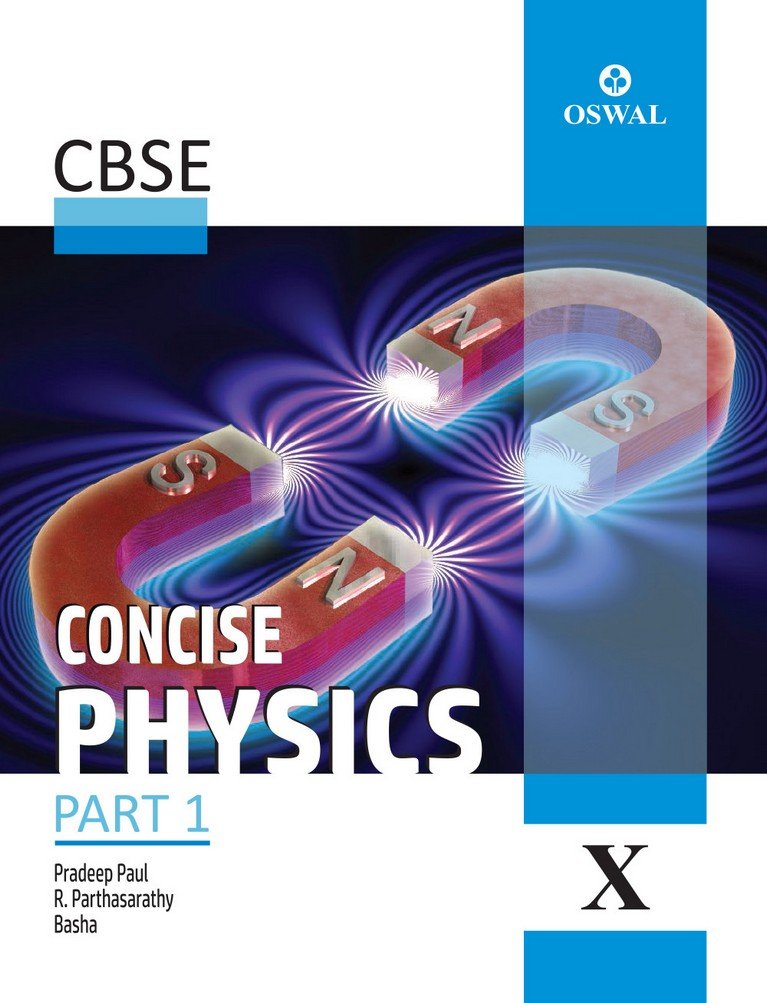 OSWAL
CBSE
N
S
S
N
CONCISE
PHYSICS
PART 1
Pradeep Paul
R. Parthasarathy
Basha
X